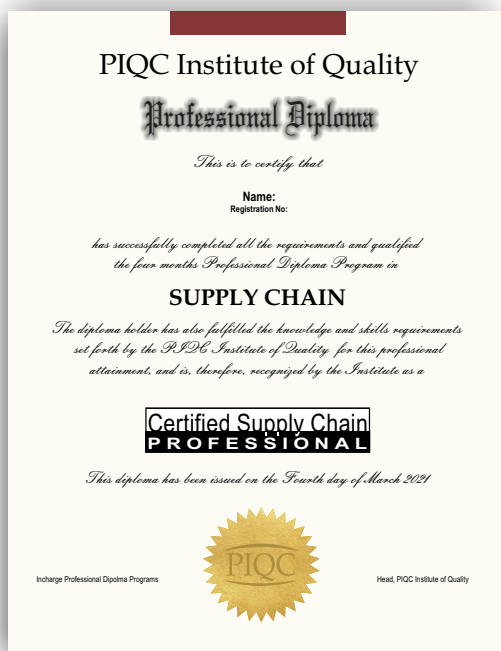 PIQC Institute of Quality
Professional Diploma
This is to certify that
Name:
Registration No:
has successfully completed all the requirements and qualified
the four months Professional Diploma Program in
SUPPLY CHAIN
The diploma holder has also fulfilled the knowledge and skills requirements
set forth by the PIQC Institute of Quality for this professional
attainment, and is, therefore, recognized by the Institute as a
Certified Supply Chain
PROFESSIONAL
This diploma has been issued on the Fourth day of March 2021
PIQC
Incharge Professional Dipolma Programs
Head, PIQC Institute of Quality